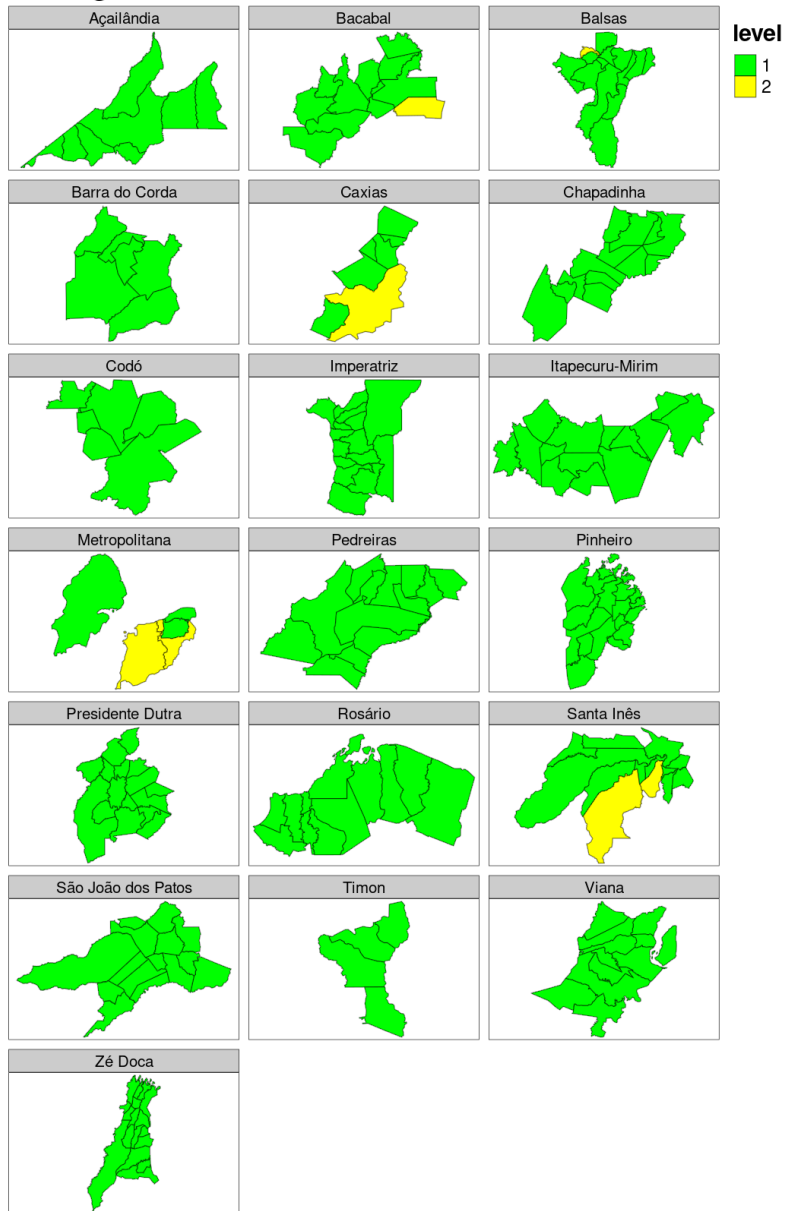 Açailândia
Bacabal
Balsas
level
1
2
Barra do Corda
Caxias
Chapadinha
Codó
Imperatriz
Itapecuru-Mirim
Metropolitana
Pedreiras
Pinheiro
Presidente Dutra
Rosário
Santa Inês
São João dos Patos
Timon
Viana
Zé Doca